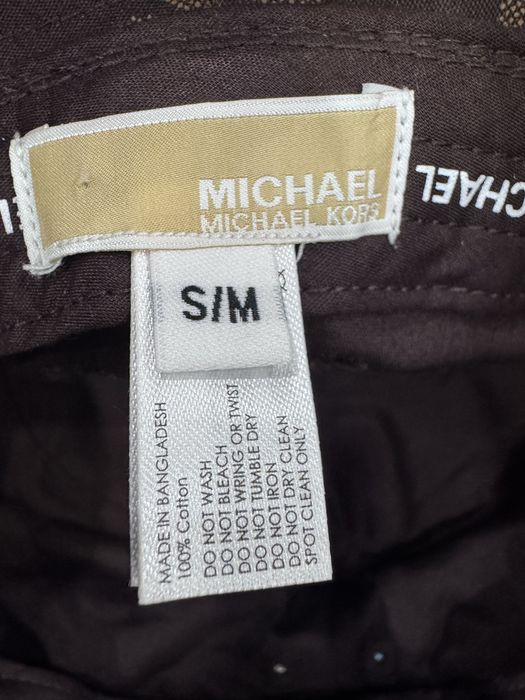 MICHAEL
MICHAEL KORS
CHAEL
S/M
MADE IN BANGLADESH
100% Cotton
DO NOT WASH
DO NOT BLEACH
DO NOT WRING OR TWIST
DO NOT TUMBLE DRY
DO NOT IRON
DO NOT DRY CLEAN
SPOT CLEAN ONLY